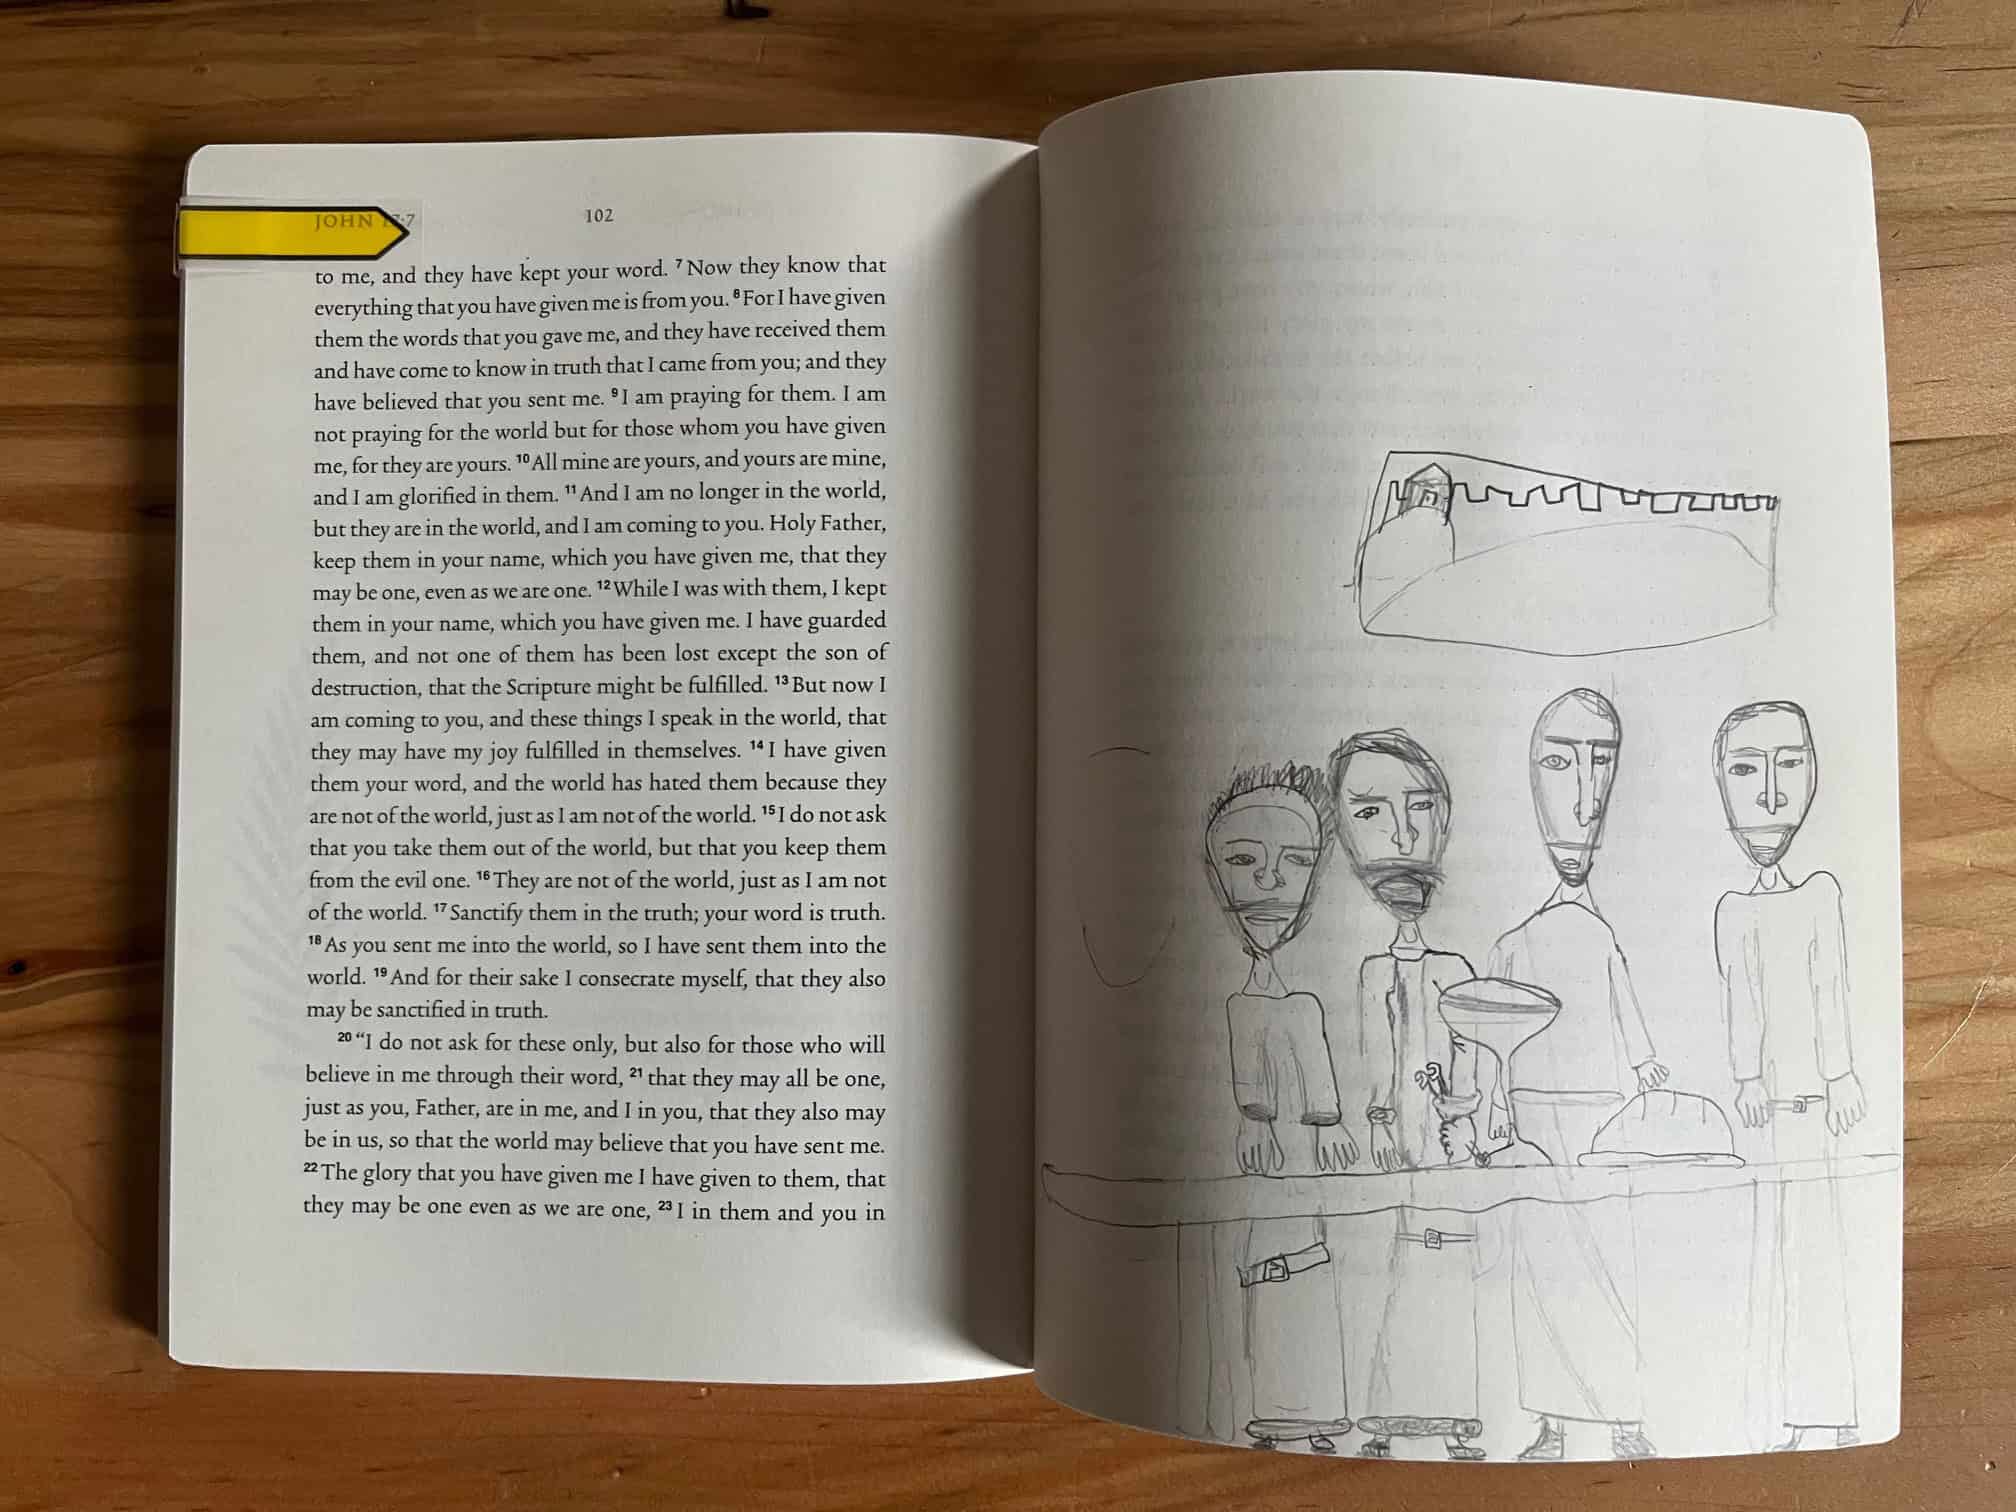 JOHN 17:7
102
to me, and they have kept your word. 7 Now they know that
everything that you have given me is from you. 8 For I have given
them the words that you gave me, and they have received them
and have come to know in truth that I came from you; and they
have believed that you sent me. 9 I am praying for them. I am
not praying for the world but for those whom you have given
me, for they are yours. 10 All mine are yours, and yours are mine,
and I am glorified in them. 11 And I am no longer in the world,
but they are in the world, and I am coming to you. Holy Father,
keep them in your name, which you have given me, that they
may be one, even as we are one. 12 While I was with them, I kept
them in your name, which you have given me. I have guarded
them, and not one of them has been lost except the son of
destruction, that the Scripture might be fulfilled. 13 But now I
am coming to you, and these things I speak in the world, that
they may have my joy fulfilled in themselves. 14 I have given
them your word, and the world has hated them because they
are not of the world, just as I am not of the world. 15 I do not ask
that you take them out of the world, but that you keep them
from the evil one. 16 They are not of the world, just as I am not
of the world. 17 Sanctify them in the truth; your word is truth.
18 As you sent me into the world, so I have sent them into the
world. 19 And for their sake I consecrate myself, that they also
may be sanctified in truth.
20 “I do not ask for these only, but also for those who will
believe in me through their word, 21 that they may all be one,
just as you, Father, are in me, and I in you, that they also may
be in us, so that the world may believe that you have sent me.
22 The glory that you have given me I have given to them, that
they may be one even as we are one, 23 I in them and you in